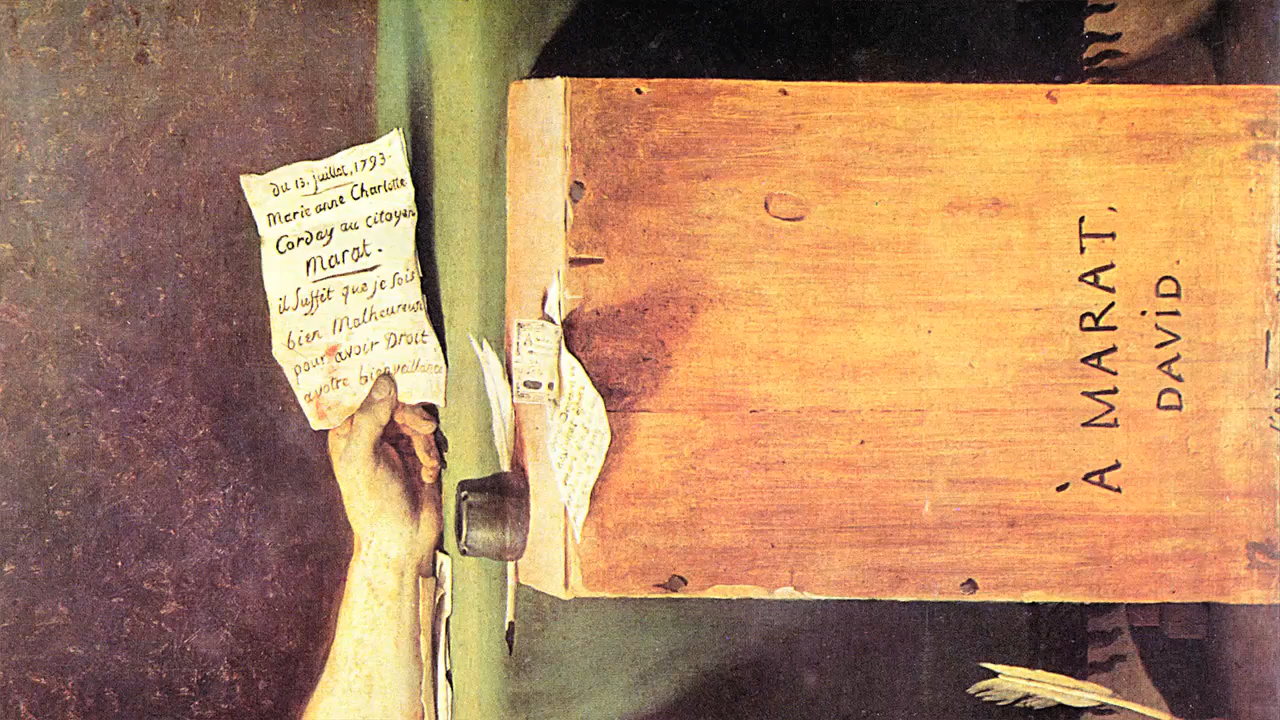 Du 13. juillet, 1793.
Marie anne Charlotte
Corday au citoyen
marat.
il suffit que je sois
bien Malheureuse
pour avoir Droit
a votre bienveillance
À MARAT,
DAVID.